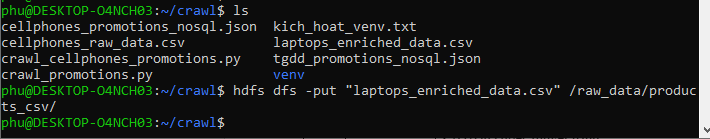 phu@DESKTOP-O4NCH03:~/crawl$ ls
cellphones_promotions_nosql.json  kich_hoat_venv.txt
cellphones_raw_data.csv           laptops_enriched_data.csv
crawl_cellphones_promotions.py    tgdd_promotions_nosql.json
crawl_promotions.py               venv
phu@DESKTOP-O4NCH03:~/crawl$ hdfs dfs -put "laptops_enriched_data.csv" /raw_data/produc
ts_csv/
phu@DESKTOP-O4NCH03:~/crawl$